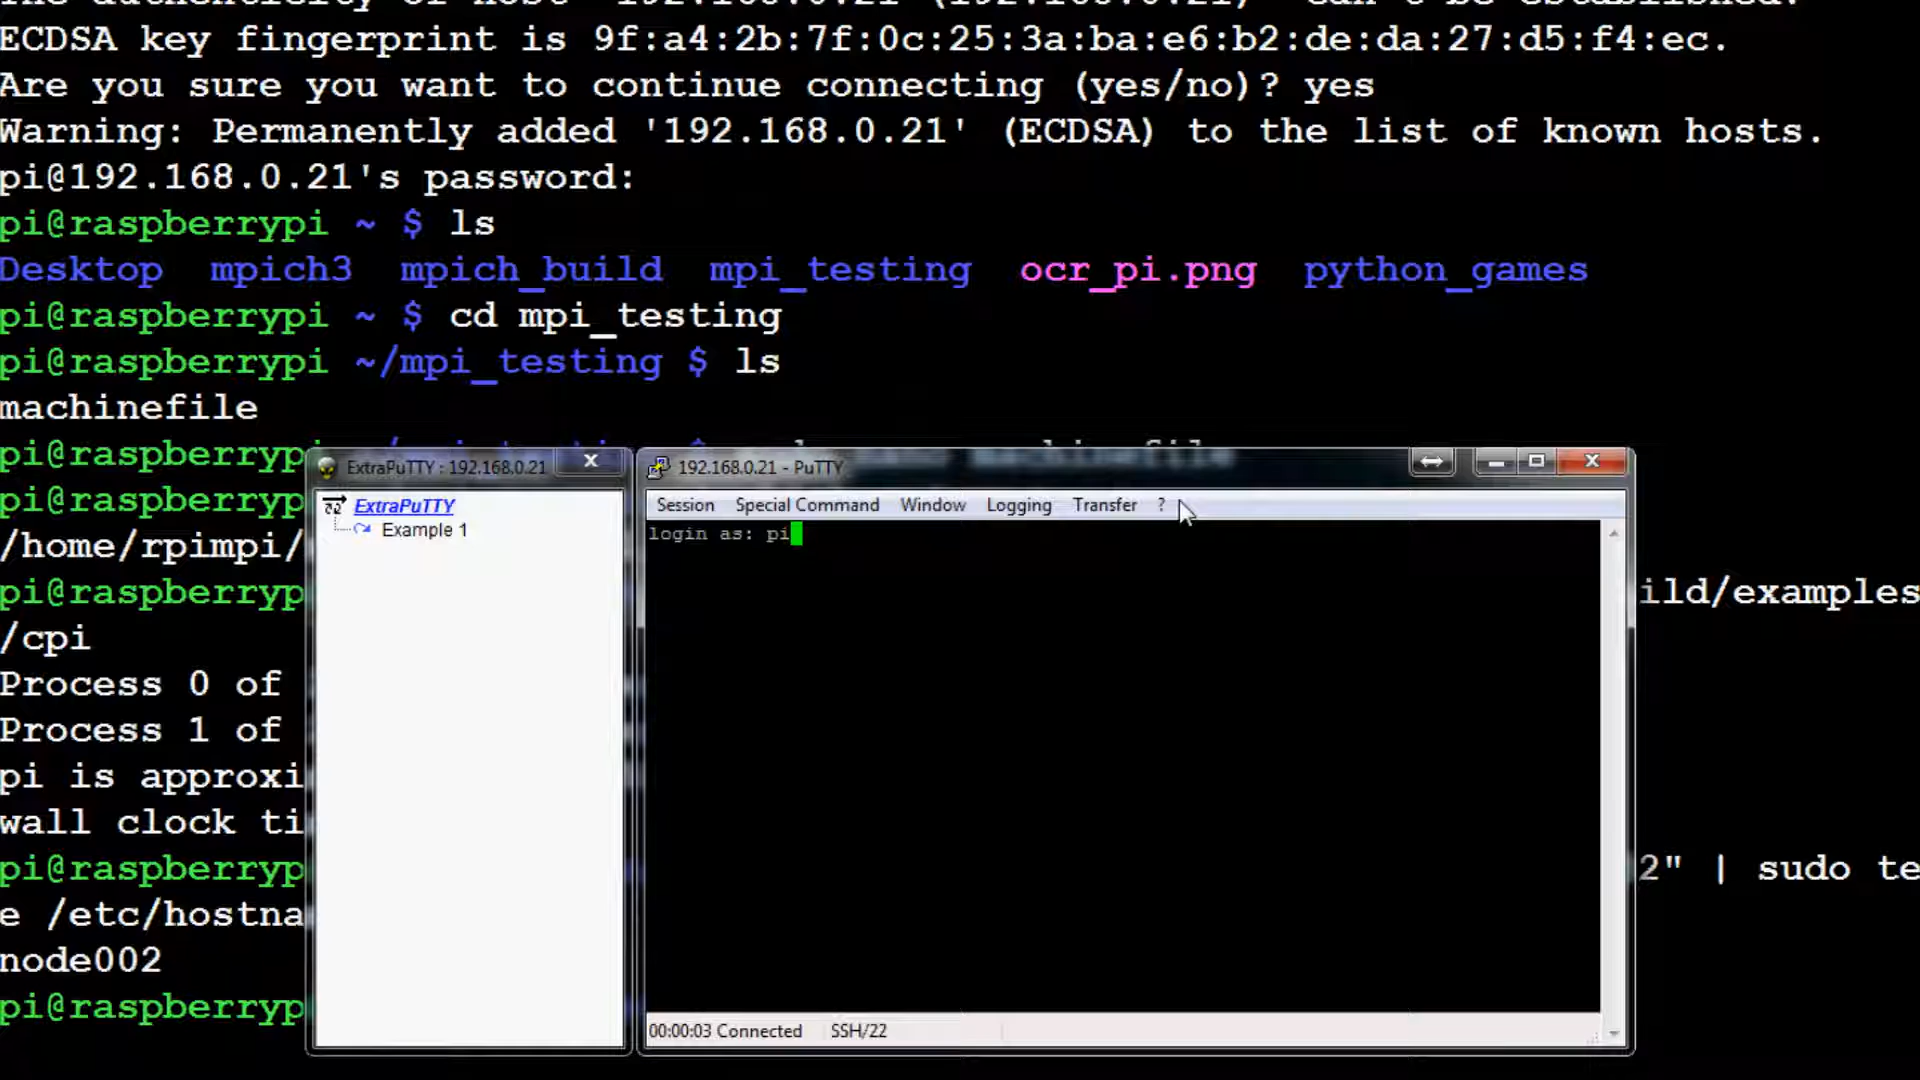 ECDSA key fingerprint is 9f:a4:2b:7f:0c:25:3a:ba:e6:b2:de:da:27:d5:f4:ec.
Are you sure you want to continue connecting (yes/no)? yes
Warning: Permanently added '192.168.0.21' (ECDSA) to the list of known hosts.
pi@192.168.0.21's password:
pi@raspberrypi ~ $ ls
Desktop mpich3 mpich_build mpi_testing ocr_pi.png python_games
pi@raspberrypi ~ $ cd mpi_testing
pi@raspberrypi ~/mpi_testing $ ls
machinefile
pi@raspberrypi machinefile
pi@raspberryp
/home/rpimpi/
pi@raspberryp ild/examples
/cpi
Process 0 of
Process 1 of
pi is approxi
wall clock ti
pi@raspberryp 2" | sudo te
e /etc/hostna
node002
pi@raspberryp
ExtraPuTTY : 192.168.0.21
ExtraPuTTY
Example 1
192.168.0.21 - PuTTY
Session Special Command Window Logging Transfer ?
login as: pi
00:00:03 Connected SSH/22